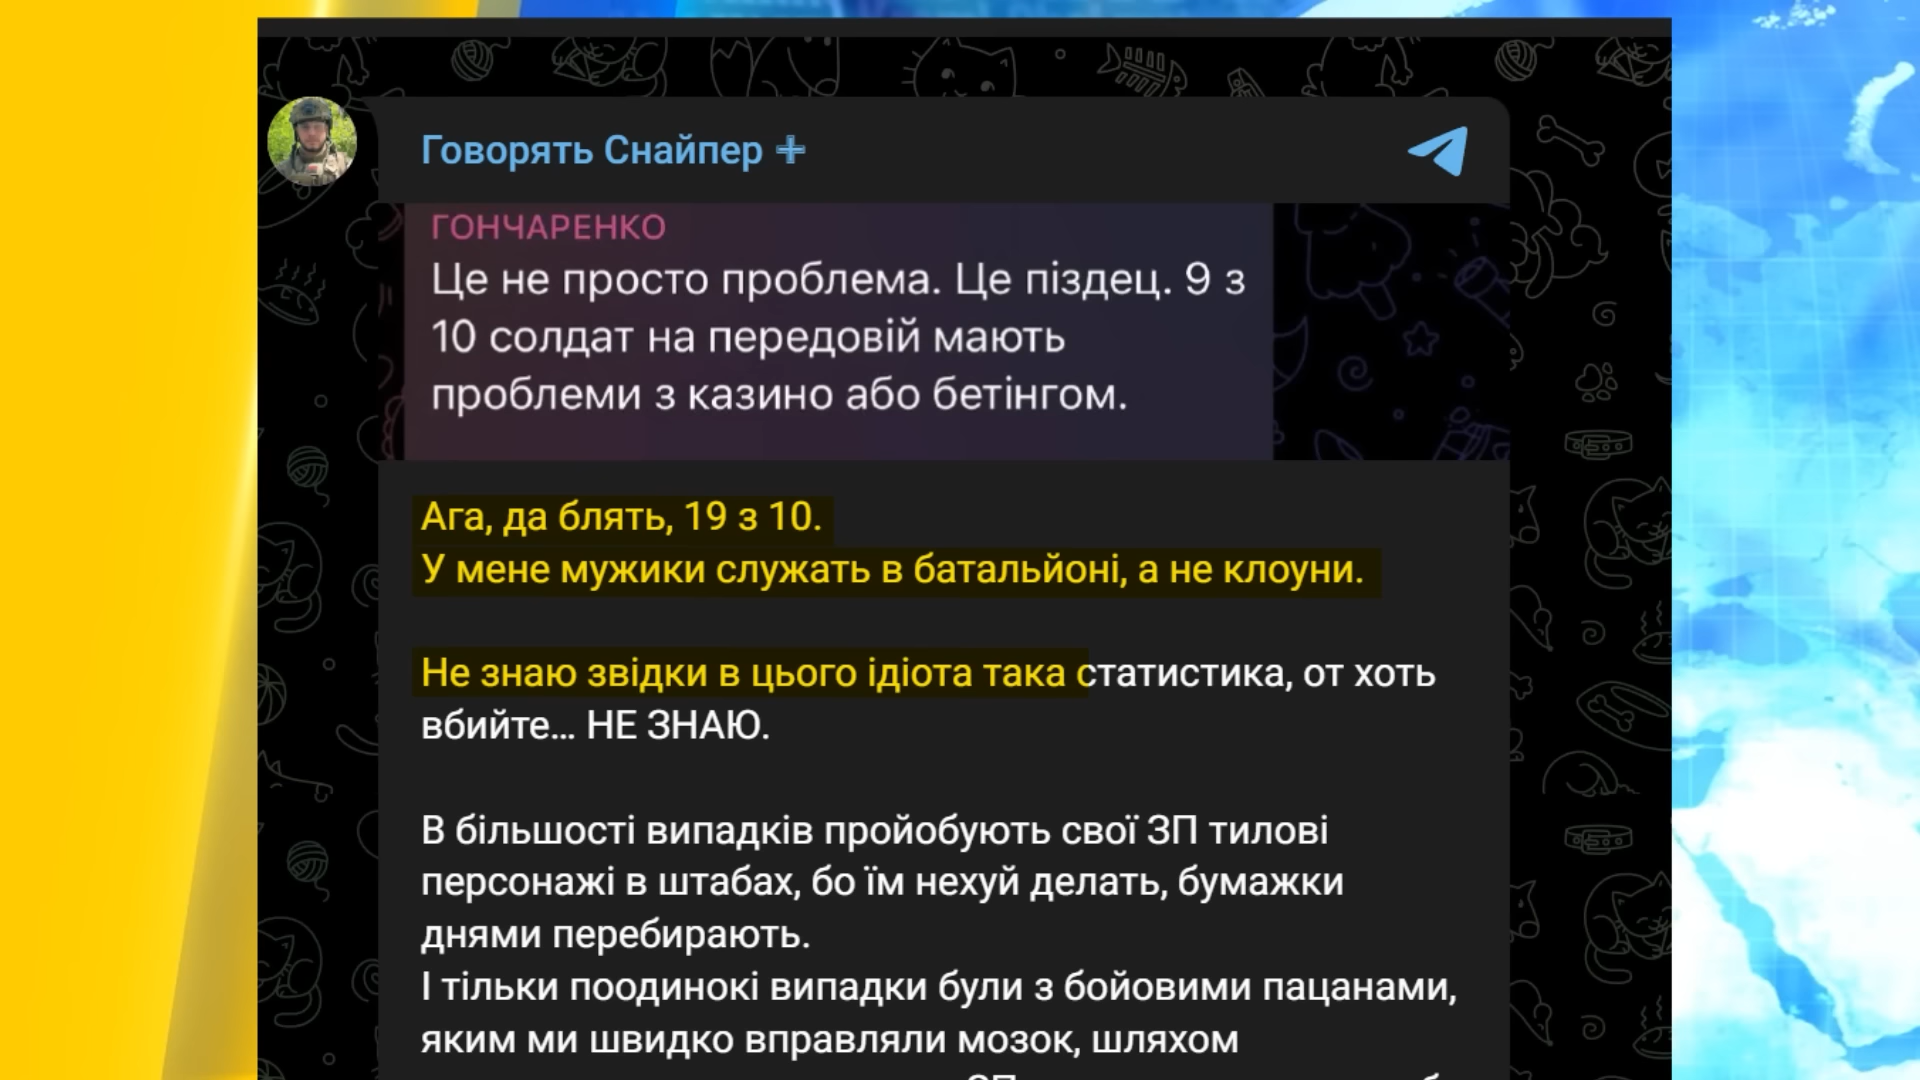 Говорять Снайпер
ГОНЧАРЕНКО
Це не просто проблема. Це піздец. 9 з
10 солдат на передовій мають
проблеми з казино або бетінгом.
Ага, да блять, 19 з 10.
У мене мужики служать в батальйоні, а не клоуни.
Не знаю звідки в цього ідіота така статистика, от хоть
вбийте... НЕ ЗНАЮ.
В більшості випадків пройобують свої ЗП тилові
персонажі в штабах, бо їм нехуй делать, бумажки
днями перебирають.
І тільки поодинокі випадки були з бойовими пацанами,
яким ми швидко вправляли мозок, шляхом